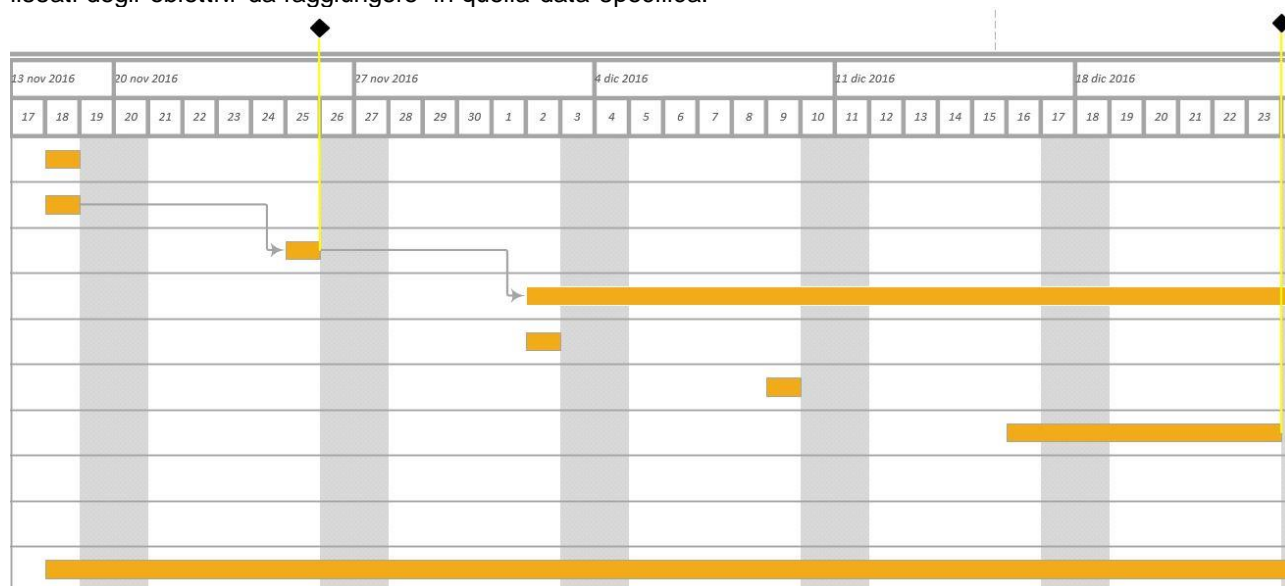 fissati degli obiettivi da raggiungere in quella data specifica.
13 nov 2016 20 nov 2016 27 nov 2016 4 dic 2016 11 dic 2016 18 dic 2016
17 18 19 20 21 22 23 24 25 26 27 28 29 30 1 2 3 4 5 6 7 8 9 10 11 12 13 14 15 16 17 18 19 20 21 22 23